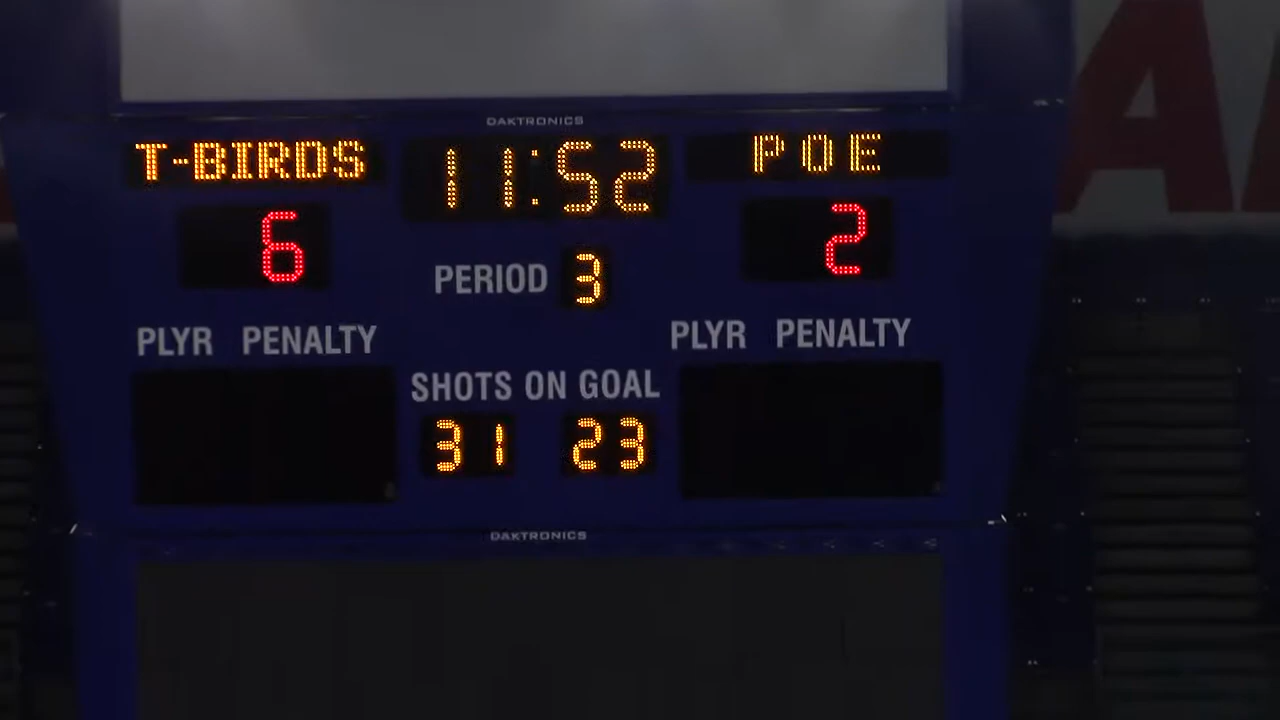 DAKTRONICS
T-BIRDS 11:52 POE
6 2
PERIOD 3
PLYR PENALTY PLYR PENALTY
SHOTS ON GOAL
31 23
DAKTRONICS